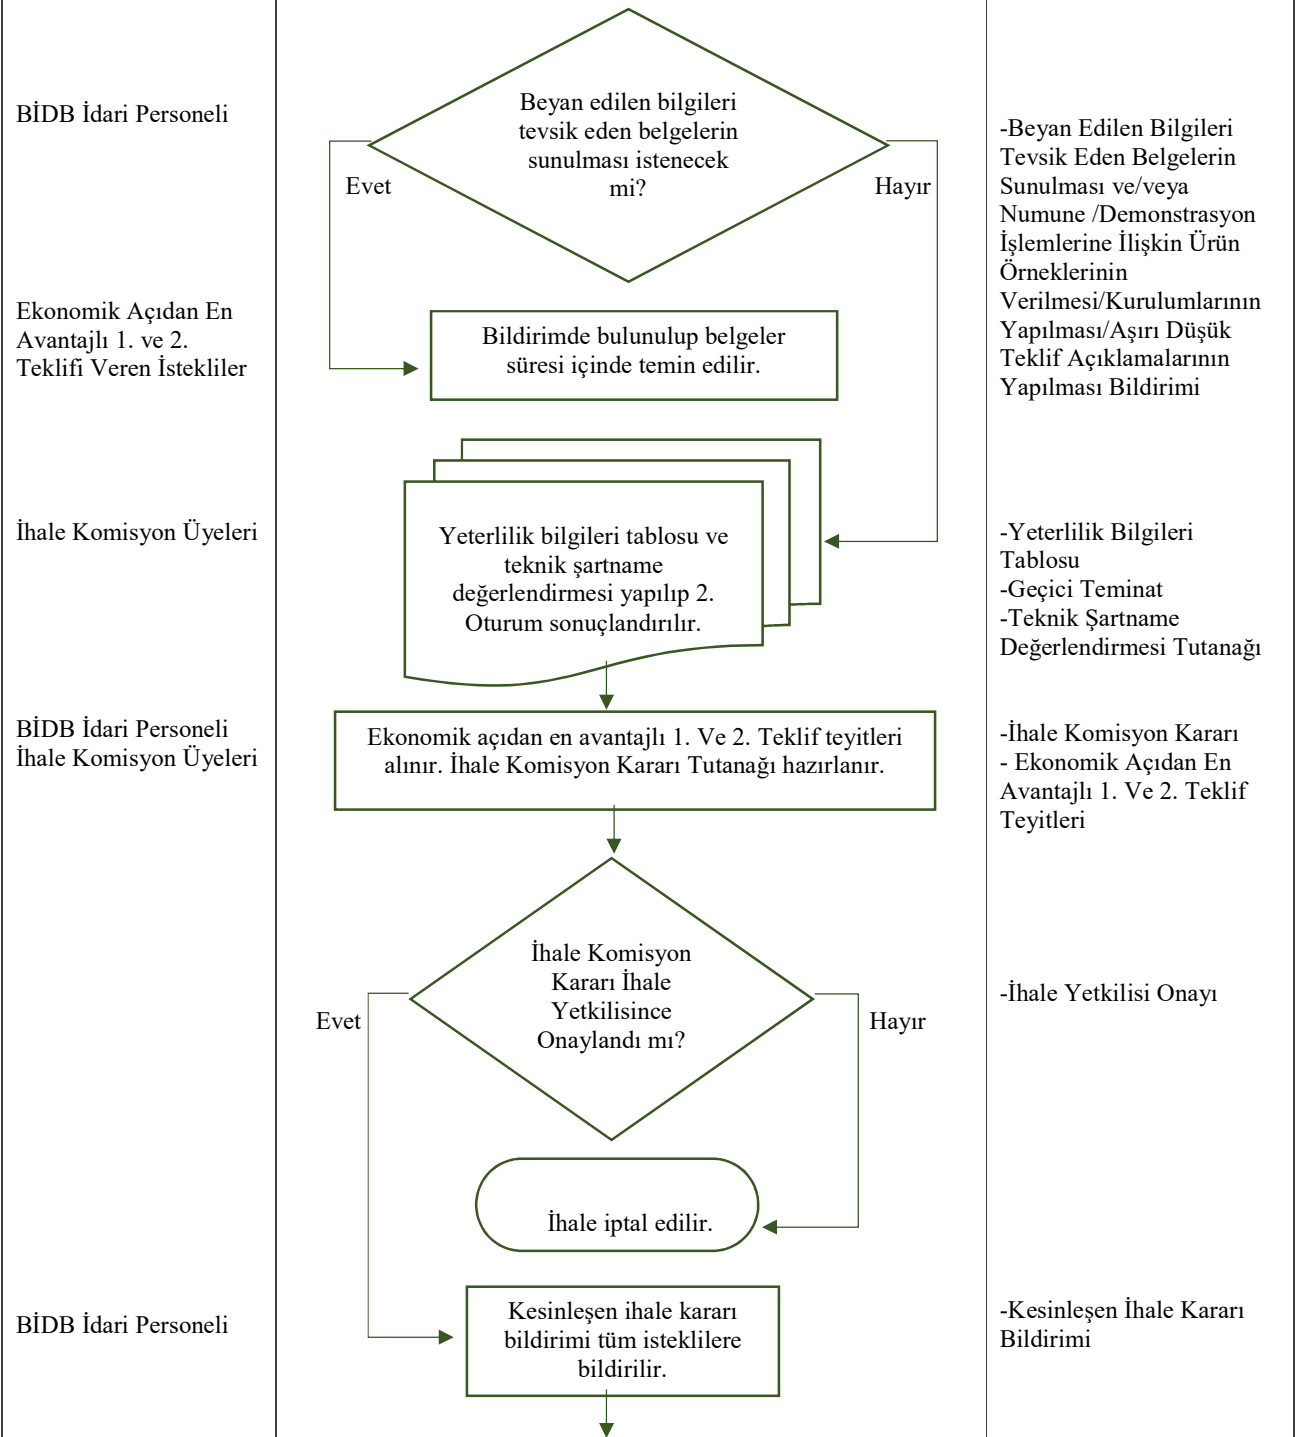 BİDB İdari Personeli
Beyan edilen bilgileri
tevsik eden belgelerin
sunulması istenecek
mi?
Evet
Hayır
-Beyan Edilen Bilgileri
Tevsik Eden Belgelerin
Sunulması ve/veya
Numune /Demonstrasyon
İşlemlerine İlişkin Ürün
Örneklerinin
Verilmesi/Kurulumlarının
Yapılması/Aşırı Düşük
Teklif Açıklamalarının
Yapılması Bildirimi
Ekonomik Açıdan En
Avantajlı 1. ve 2.
Teklifi Veren İstekliler
Bildirimde bulunulup belgeler
süresi içinde temin edilir.
İhale Komisyon Üyeleri
Yeterlilik bilgileri tablosu ve
teknik şartname
değerlendirmesi yapılıp 2.
Oturum sonuçlandırılır.
-Yeterlilik Bilgileri
Tablosu
-Geçici Teminat
-Teknik Şartname
Değerlendirmesi Tutanağı
BİDB İdari Personeli
İhale Komisyon Üyeleri
Ekonomik açıdan en avantajlı 1. Ve 2. Teklif teyitleri
alınır. İhale Komisyon Kararı Tutanağı hazırlanır.
-İhale Komisyon Kararı
- Ekonomik Açıdan En
Avantajlı 1. Ve 2. Teklif
Teyitleri
İhale Komisyon
Kararı İhale
Yetkilisince
Onaylandı mı?
Evet
Hayır
-İhale Yetkilisi Onayı
İhale iptal edilir.
BİDB İdari Personeli
Kesinleşen ihale kararı
bildirimi tüm isteklilere
bildirilir.
-Kesinleşen İhale Kararı
Bildirimi